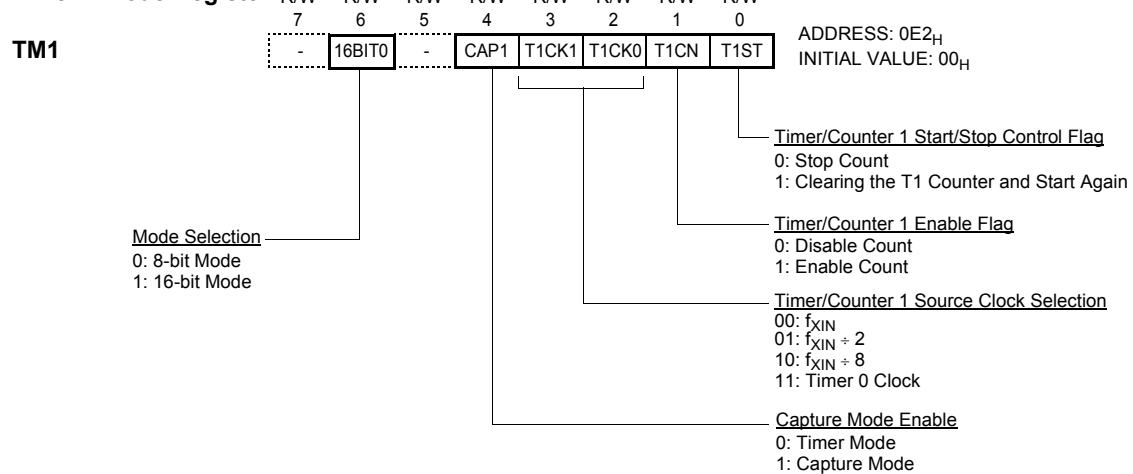 7 6 5 4 3 2 1 0
TM1
- 16BIT0 - CAP1 T1CK1 T1CK0 T1CN T1ST
ADDRESS: 0E2H
INITIAL VALUE: 00H
Timer/Counter 1 Start/Stop Control Flag
0: Stop Count
1: Clearing the T1 Counter and Start Again
Timer/Counter 1 Enable Flag
0: Disable Count
1: Enable Count
Mode Selection
0: 8-bit Mode
1: 16-bit Mode
Timer/Counter 1 Source Clock Selection
00: fXIN
01: fXIN ÷ 2
10: fXIN ÷ 8
11: Timer 0 Clock
Capture Mode Enable
0: Timer Mode
1: Capture Mode